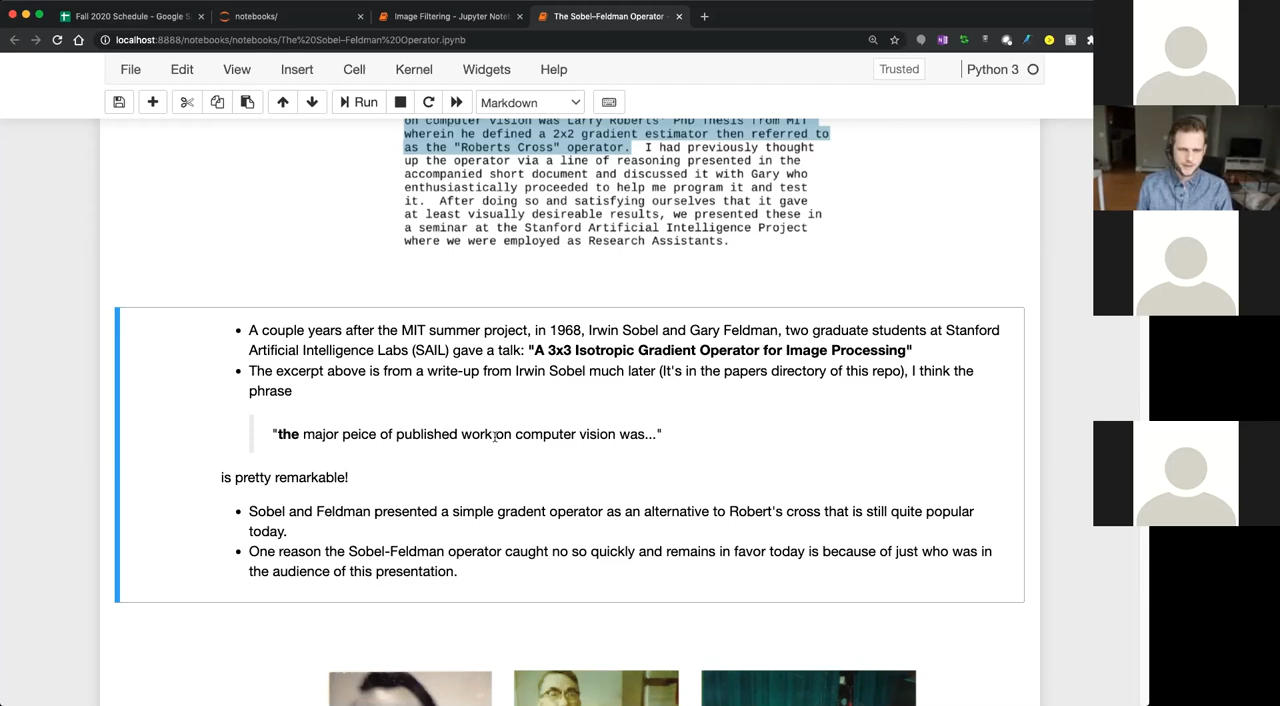 Fall 2020 Schedule - Google S
notebooks/
Image Filtering - Jupyter Note
The Sobel–Feldman Operator -
localhost:8888/notebooks/notebooks/The%20Sobel–Feldman%20Operator.ipynb
File Edit View Insert Cell Kernel Widgets Help Trusted Python 3
Run Markdown
on computer vision was Larry Roberts' PhD Thesis from MIT
wherein he defined a 2x2 gradient estimator then referred to
as the "Roberts Cross" operator. I had previously thought
up the operator via a line of reasoning presented in the
accompanied short document and discussed it with Gary who
enthusiastically proceeded to help me program it and test
it. After doing so and satisfying ourselves that it gave
at least visually desireable results, we presented these in
a seminar at the Stanford Artificial Intelligence Project
where we were employed as Research Assistants.
• A couple years after the MIT summer project, in 1968, Irwin Sobel and Gary Feldman, two graduate students at Stanford
Artificial Intelligence Labs (SAIL) gave a talk: "A 3x3 Isotropic Gradient Operator for Image Processing"
• The excerpt above is from a write-up from Irwin Sobel much later (It's in the papers directory of this repo), I think the
phrase
"the major peice of published work on computer vision was..."
is pretty remarkable!
• Sobel and Feldman presented a simple gradent operator as an alternative to Robert's cross that is still quite popular
today.
• One reason the Sobel-Feldman operator caught no so quickly and remains in favor today is because of just who was in
the audience of this presentation.